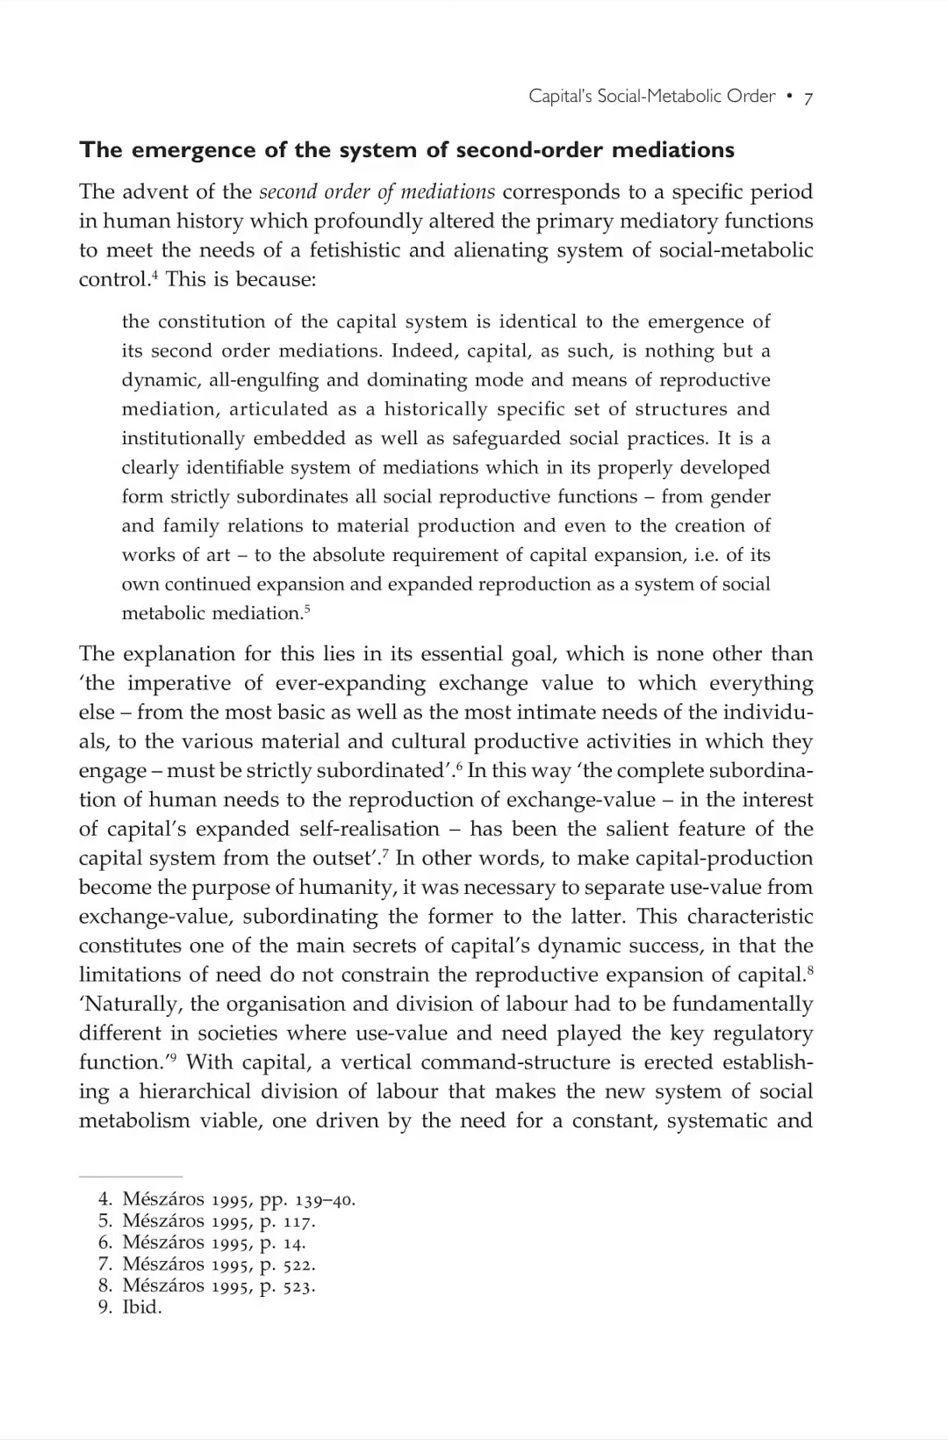 Capital's Social-Metabolic Order • 7
The emergence of the system of second-order mediations
The advent of the second order of mediations corresponds to a specific period
in human history which profoundly altered the primary mediatory functions
to meet the needs of a fetishistic and alienating system of social-metabolic
control.⁴ This is because:
the constitution of the capital system is identical to the emergence of
its second order mediations. Indeed, capital, as such, is nothing but a
dynamic, all-engulfing and dominating mode and means of reproductive
mediation, articulated as a historically specific set of structures and
institutionally embedded as well as safeguarded social practices. It is a
clearly identifiable system of mediations which in its properly developed
form strictly subordinates all social reproductive functions – from gender
and family relations to material production and even to the creation of
works of art – to the absolute requirement of capital expansion, i.e. of its
own continued expansion and expanded reproduction as a system of social
metabolic mediation.⁵
The explanation for this lies in its essential goal, which is none other than
‘the imperative of ever-expanding exchange value to which everything
else – from the most basic as well as the most intimate needs of the individu-
als, to the various material and cultural productive activities in which they
engage – must be strictly subordinated’.⁶ In this way ‘the complete subordina-
tion of human needs to the reproduction of exchange-value – in the interest
of capital’s expanded self-realisation – has been the salient feature of the
capital system from the outset’.⁷ In other words, to make capital-production
become the purpose of humanity, it was necessary to separate use-value from
exchange-value, subordinating the former to the latter. This characteristic
constitutes one of the main secrets of capital’s dynamic success, in that the
limitations of need do not constrain the reproductive expansion of capital.⁸
‘Naturally, the organisation and division of labour had to be fundamentally
different in societies where use-value and need played the key regulatory
function.’⁹ With capital, a vertical command-structure is erected establish-
ing a hierarchical division of labour that makes the new system of social
metabolism viable, one driven by the need for a constant, systematic and
4. Mészáros 1995, pp. 139–40.
5. Mészáros 1995, p. 117.
6. Mészáros 1995, p. 14.
7. Mészáros 1995, p. 522.
8. Mészáros 1995, p. 523.
9. Ibid.